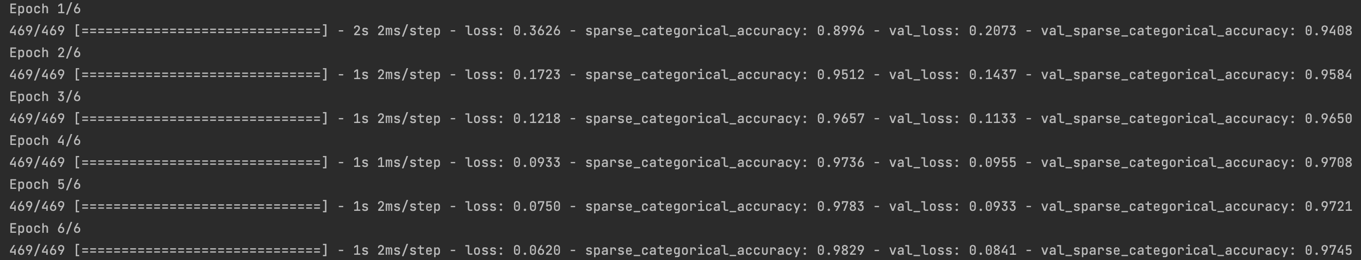 Epoch 1/6
469/469 [==============================] - 2s 2ms/step - loss: 0.3626 - sparse_categorical_accuracy: 0.8996 - val_loss: 0.2073 - val_sparse_categorical_accuracy: 0.9408
Epoch 2/6
469/469 [==============================] - 1s 2ms/step - loss: 0.1723 - sparse_categorical_accuracy: 0.9512 - val_loss: 0.1437 - val_sparse_categorical_accuracy: 0.9584
Epoch 3/6
469/469 [==============================] - 1s 2ms/step - loss: 0.1218 - sparse_categorical_accuracy: 0.9657 - val_loss: 0.1133 - val_sparse_categorical_accuracy: 0.9650
Epoch 4/6
469/469 [==============================] - 1s 1ms/step - loss: 0.0933 - sparse_categorical_accuracy: 0.9736 - val_loss: 0.0955 - val_sparse_categorical_accuracy: 0.9708
Epoch 5/6
469/469 [==============================] - 1s 2ms/step - loss: 0.0750 - sparse_categorical_accuracy: 0.9783 - val_loss: 0.0933 - val_sparse_categorical_accuracy: 0.9721
Epoch 6/6
469/469 [==============================] - 1s 2ms/step - loss: 0.0620 - sparse_categorical_accuracy: 0.9829 - val_loss: 0.0841 - val_sparse_categorical_accuracy: 0.9745